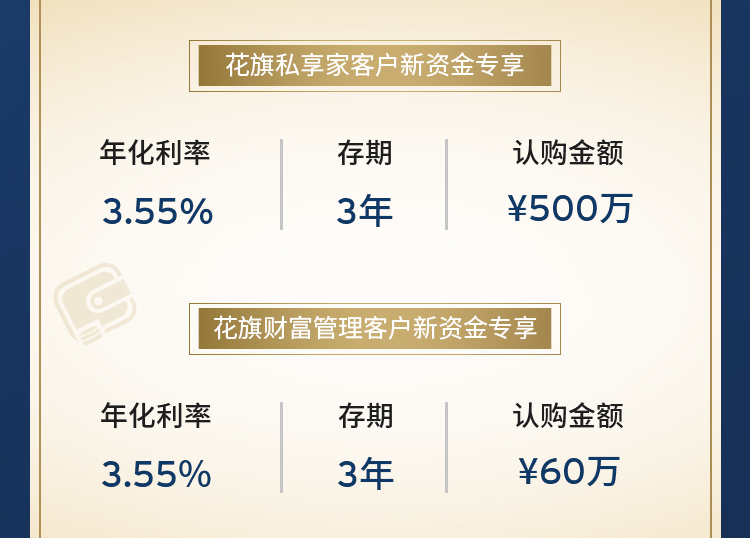 花旗私享家客户新资金专享
年化利率 存期 认购金额
3.55% 3年 ¥500万
花旗财富管理客户新资金专享
年化利率 存期 认购金额
3.55% 3年 ¥60万